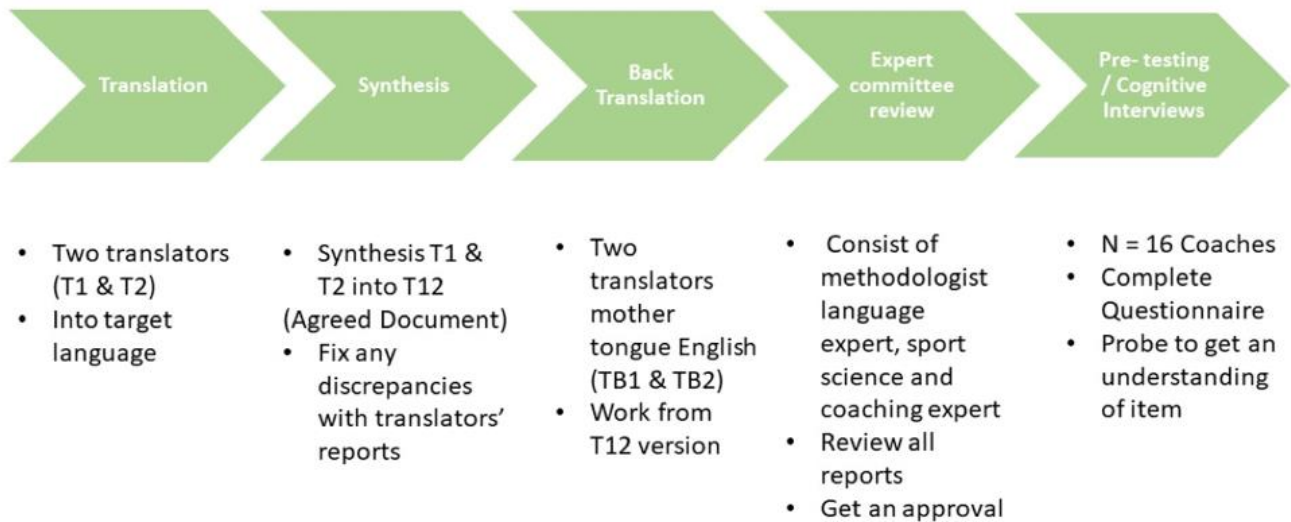 Translation
Synthesis
Back
Translation
Expert
committee
review
Pre- testing
/ Cognitive
Interviews
• Two translators
(T1 & T2)
• Into target
language
• Synthesis T1 &
T2 into T12
(Agreed Document)
• Fix any
discrepancies
with translators’
reports
• Two
translators
mother
tongue English
(TB1 & TB2)
• Work from
T12 version
• Consist of
methodologist
language
expert, sport
science and
coaching expert
• Review all
reports
• Get an approval
• N = 16 Coaches
• Complete
Questionnaire
• Probe to get an
understanding
of item